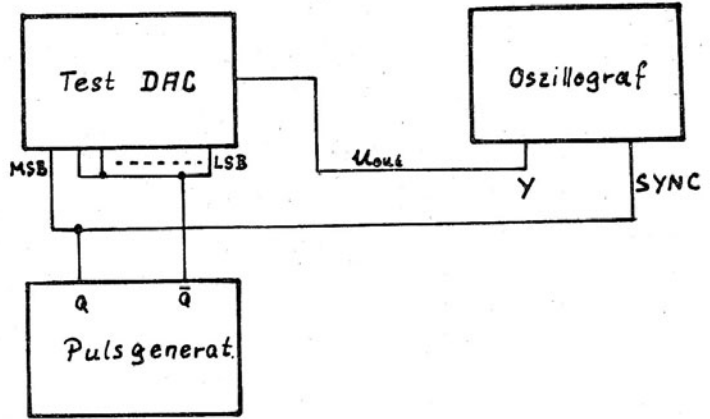 Test DAC
Oszillograf
MSB
LSB
Uout
Y
SYNC
Q
Q̅
Pulsgenerat.